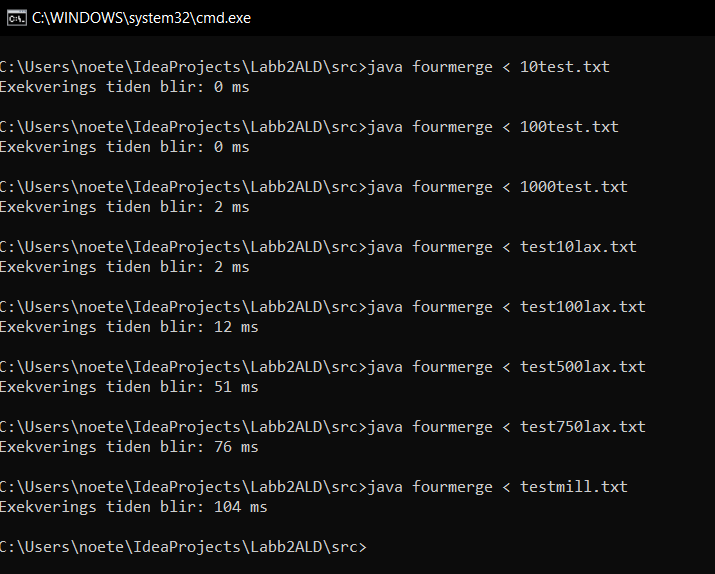 C:\WINDOWS\system32\cmd.exe
C:\Users\noete\IdeaProjects\Labb2ALD\src>java fourmerge < 10test.txt
Exekverings tiden blir: 0 ms
C:\Users\noete\IdeaProjects\Labb2ALD\src>java fourmerge < 100test.txt
Exekverings tiden blir: 0 ms
C:\Users\noete\IdeaProjects\Labb2ALD\src>java fourmerge < 1000test.txt
Exekverings tiden blir: 2 ms
C:\Users\noete\IdeaProjects\Labb2ALD\src>java fourmerge < test10lax.txt
Exekverings tiden blir: 2 ms
C:\Users\noete\IdeaProjects\Labb2ALD\src>java fourmerge < test100lax.txt
Exekverings tiden blir: 12 ms
C:\Users\noete\IdeaProjects\Labb2ALD\src>java fourmerge < test500lax.txt
Exekverings tiden blir: 51 ms
C:\Users\noete\IdeaProjects\Labb2ALD\src>java fourmerge < test750lax.txt
Exekverings tiden blir: 76 ms
C:\Users\noete\IdeaProjects\Labb2ALD\src>java fourmerge < testmill.txt
Exekverings tiden blir: 104 ms
C:\Users\noete\IdeaProjects\Labb2ALD\src>